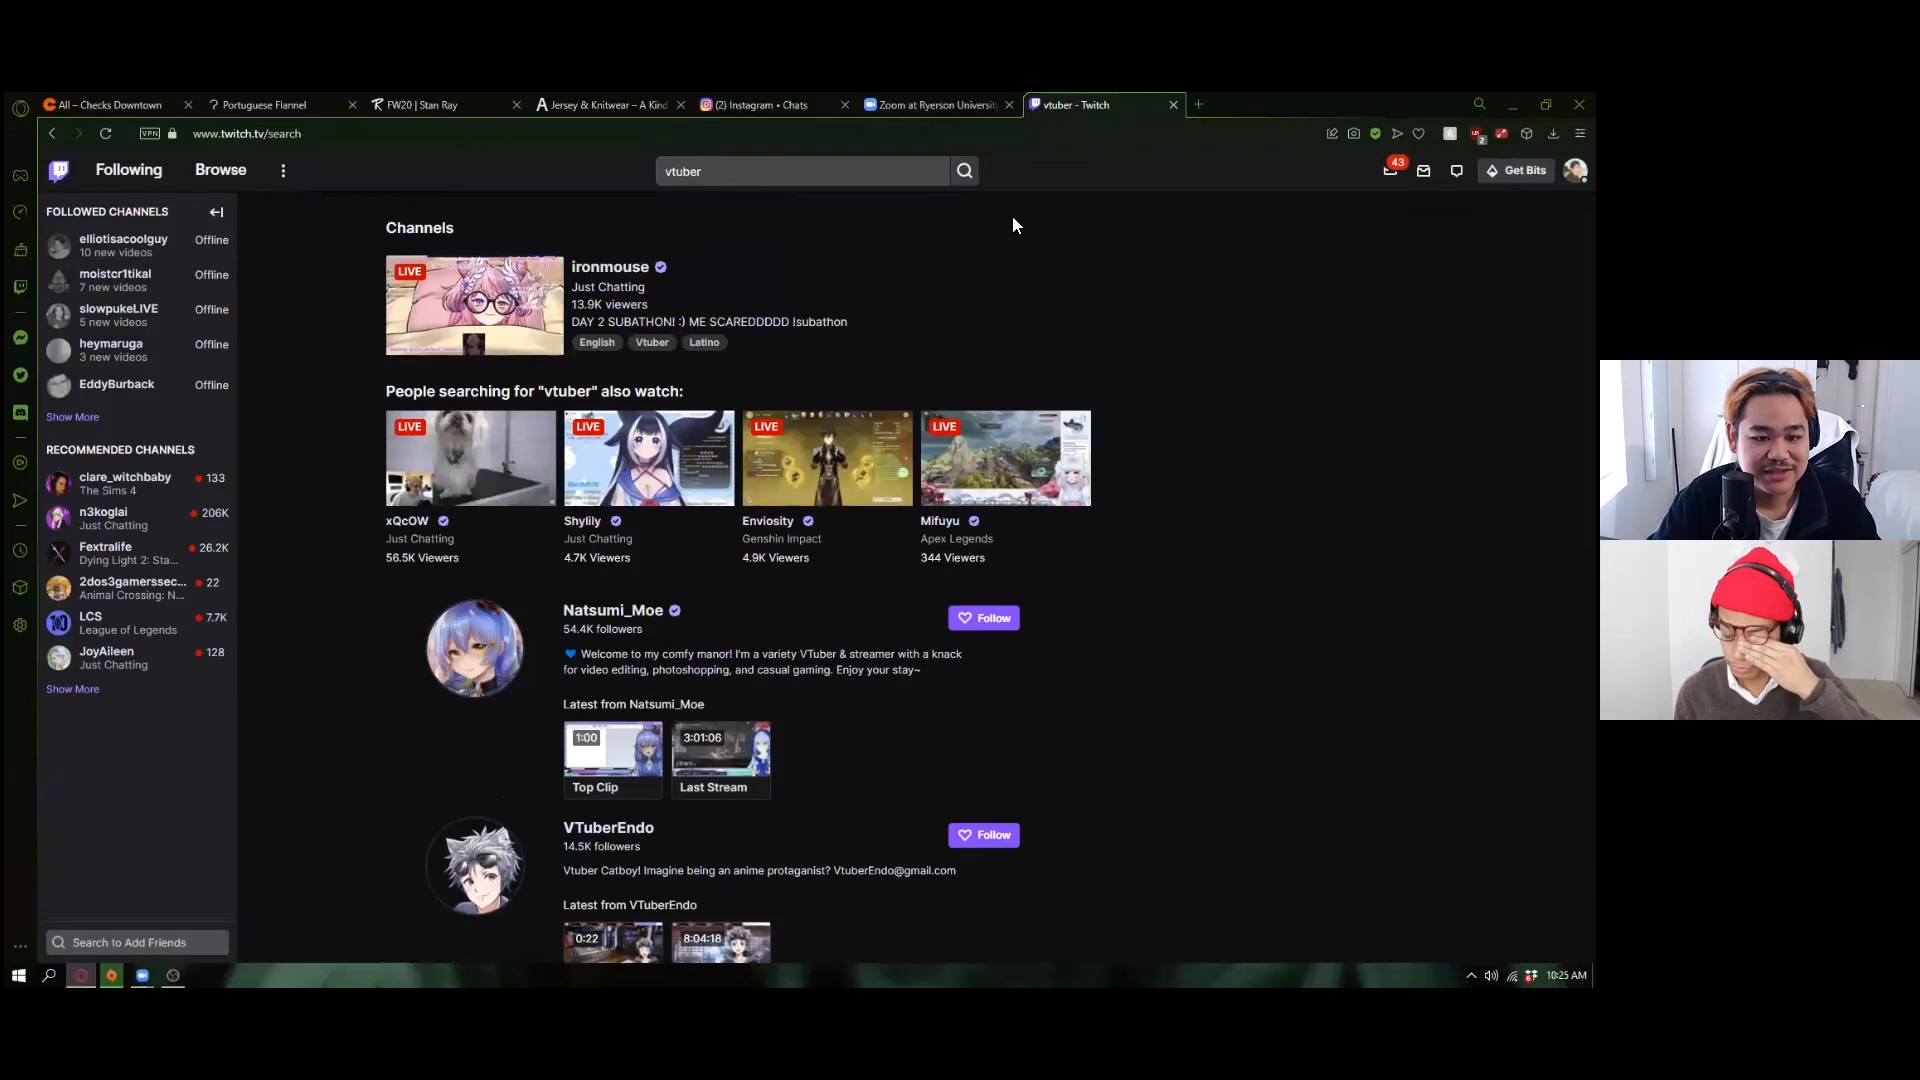 All – Checks Downtown
Portuguese Flannel
FW20 | Stan Ray
Jersey & Knitwear – A Kind
(2) Instagram • Chats
Zoom at Ryerson University
vtuber - Twitch
VPN
www.twitch.tv/search
2
Following
Browse
vtuber
43
Get Bits
FOLLOWED CHANNELS
elliotisacoolguy
Offline
10 new videos
moistcr1tikal
Offline
7 new videos
slowpukeLIVE
Offline
5 new videos
heymaruga
Offline
3 new videos
EddyBurback
Offline
Show More
RECOMMENDED CHANNELS
clare_witchbaby
133
The Sims 4
n3koglai
206K
Just Chatting
Fextralife
26.2K
Dying Light 2: Sta...
2dos3gamerssec...
22
Animal Crossing: N...
LCS
7.7K
League of Legends
JoyAileen
128
Just Chatting
Show More
Search to Add Friends
Channels
LIVE
ironmouse
Just Chatting
13.9K viewers
DAY 2 SUBATHON! :) ME SCAREDDDDD !subathon
English
Vtuber
Latino
People searching for "vtuber" also watch:
LIVE
LIVE
LIVE
LIVE
xQcOW
Just Chatting
56.5K Viewers
Shylily
Just Chatting
4.7K Viewers
Enviosity
Genshin Impact
4.9K Viewers
Mifuyu
Apex Legends
344 Viewers
Natsumi_Moe
54.4K followers
Follow
Welcome to my comfy manor! I'm a variety VTuber & streamer with a knack
for video editing, photoshopping, and casual gaming. Enjoy your stay~
Latest from Natsumi_Moe
1:00
Top Clip
3:01:06
Last Stream
VTuberEndo
14.5K followers
Follow
Vtuber Catboy! Imagine being an anime protaganist? VtuberEndo@gmail.com
Latest from VTuberEndo
0:22
8:04:18
10:25 AM